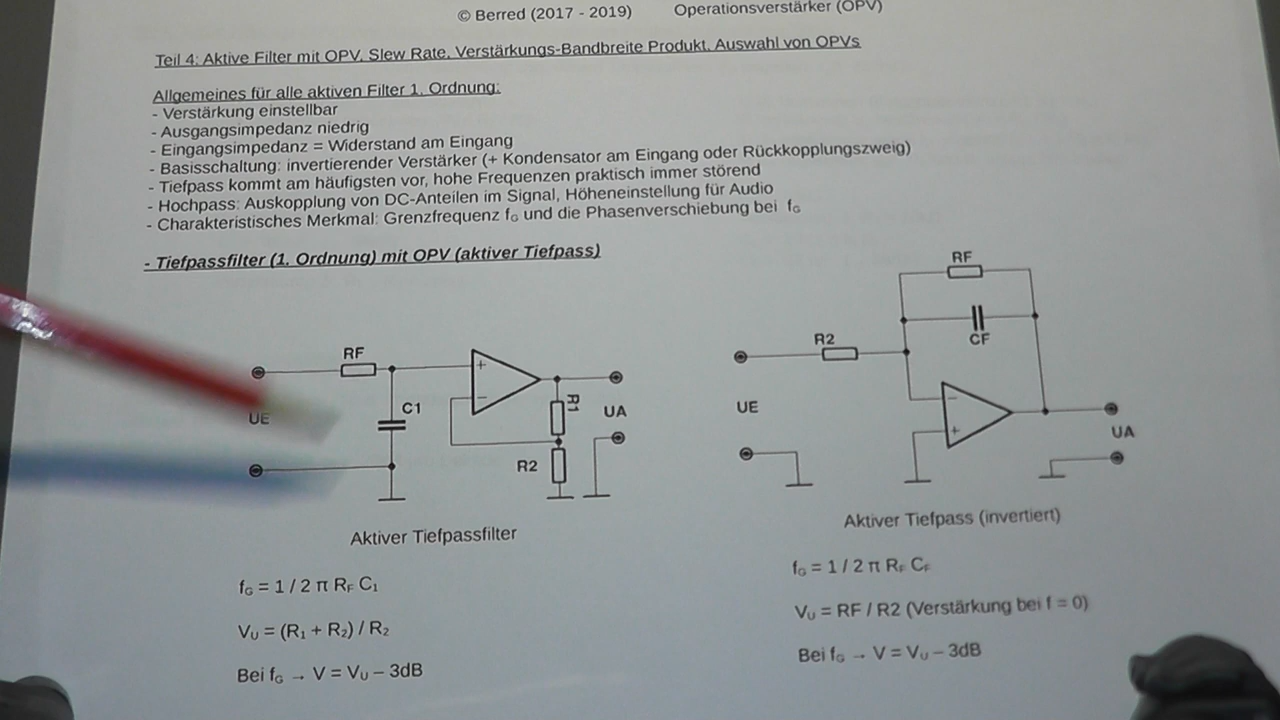 © Berred (2017 - 2019) Operationsverstärker (OPV)
Teil 4: Aktive Filter mit OPV, Slew Rate, Verstärkungs-Bandbreite Produkt, Auswahl von OPVs
Allgemeines für alle aktiven Filter 1. Ordnung:
- Verstärkung einstellbar
- Ausgangsimpedanz niedrig
- Eingangsimpedanz = Widerstand am Eingang
- Basisschaltung: invertierender Verstärker (+ Kondensator am Eingang oder Rückkopplungszweig)
- Tiefpass kommt am häufigsten vor, hohe Frequenzen praktisch immer störend
- Hochpass: Auskopplung von DC-Anteilen im Signal, Höheneinstellung für Audio
- Charakteristisches Merkmal: Grenzfrequenz fG und die Phasenverschiebung bei fG
- Tiefpassfilter (1. Ordnung) mit OPV (aktiver Tiefpass)
RF
C1
UE
+
−
R1
R2
UA
Aktiver Tiefpassfilter
fG = 1 / 2 π RF C1
VU = (R1 + R2) / R2
Bei fG → V = VU – 3dB
RF
CF
R2
UE
−
+
UA
Aktiver Tiefpass (invertiert)
fG = 1 / 2 π RF CF
VU = RF / R2 (Verstärkung bei f = 0)
Bei fG → V = VU – 3dB